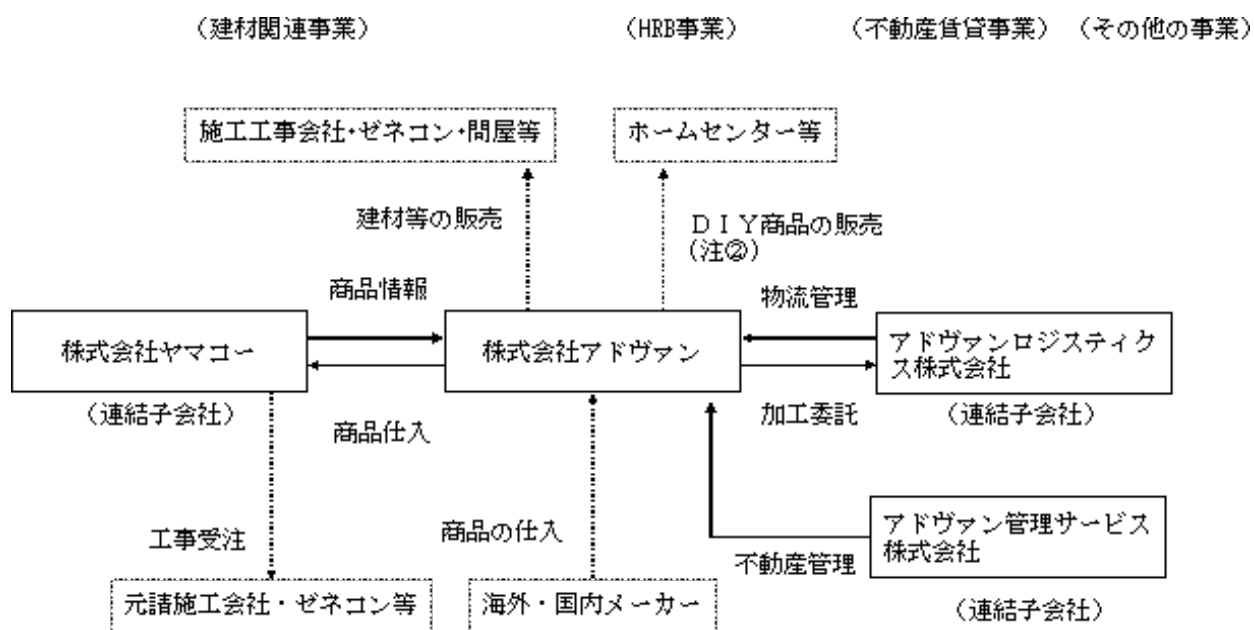 （建材関連事業）
（HRB事業）
（不動産賃貸事業）
（その他の事業）
施工工事会社・ゼネコン・問屋等
ホームセンター等
建材等の販売
ＤＩＹ商品の販売
（注②）
商品情報
物流管理
株式会社ヤマコー
株式会社アドヴァン
アドヴァンロジスティク
ス株式会社
（連結子会社）
商品仕入
加工委託
（連結子会社）
工事受注
商品の仕入
アドヴァン管理サービス
株式会社
不動産管理
元請施工会社・ゼネコン等
海外・国内メーカー
（連結子会社）